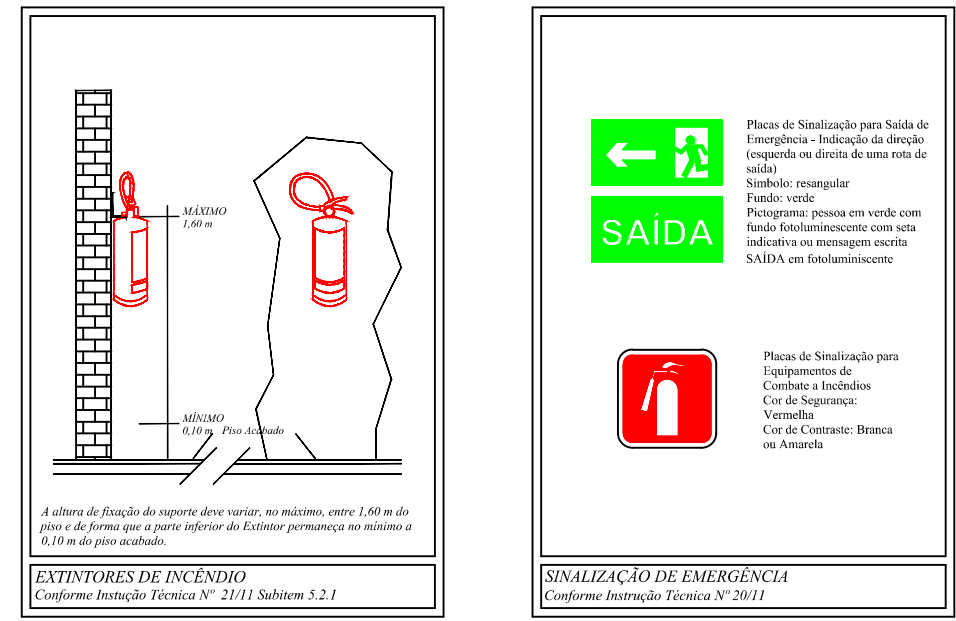 MÁXIMO
1,60 m
MÍNIMO
0,10 m Piso Acabado
A altura de fixação do suporte deve variar, no máximo, entre 1,60 m do
piso e de forma que a parte inferior do Extintor permaneça no mínimo a
0,10 m do piso acabado.
EXTINTORES DE INCÊNDIO
Conforme Instução Técnica Nº 21/11 Subitem 5.2.1
SAÍDA
Placas de Sinalização para Saída de
Emergência - Indicação da direção
(esquerda ou direita de uma rota de
saída)
Simbolo: resangular
Fundo: verde
Pictograma: pessoa em verde com
fundo fotoluminescente com seta
indicativa ou mensagem escrita
SAÍDA em fotoluminiscente
Placas de Sinalização para
Equipamentos de
Combate a Incêndios
Cor de Segurança:
Vermelha
Cor de Contraste: Branca
ou Amarela
SINALIZAÇÃO DE EMERGÊNCIA
Conforme Instrução Técnica Nº 20/11